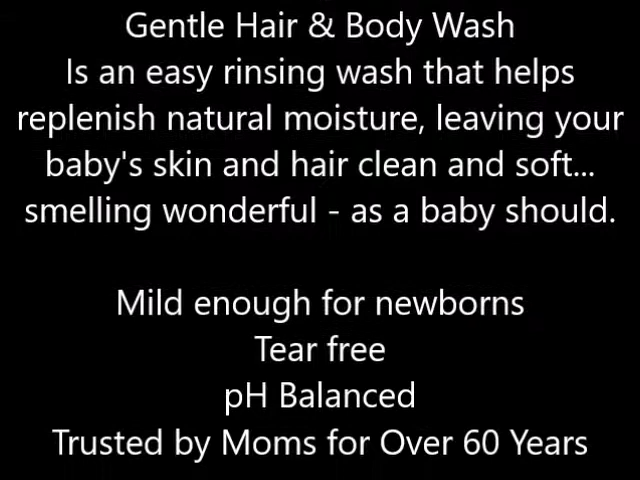 Gentle Hair & Body Wash
Is an easy rinsing wash that helps
replenish natural moisture, leaving your
baby's skin and hair clean and soft...
smelling wonderful - as a baby should.
Mild enough for newborns
Tear free
pH Balanced
Trusted by Moms for Over 60 Years